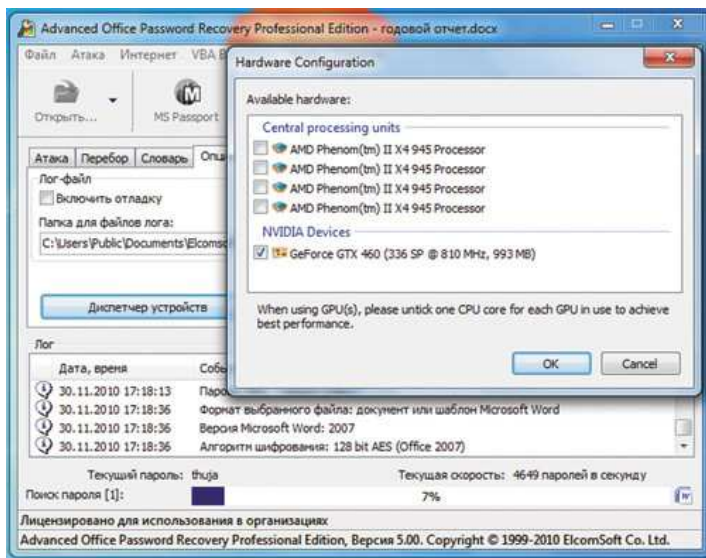 Advanced Office Password Recovery Professional Edition - годовой отчет.docx
Файл Атака Интернет VBA
Открыть...
MS Passport
Атака Перебор Словарь
Лог-файл
Включить отладку
Папка для файлов лога:
C:\Users\Public\Documents\Elcomso
Диспетчер устройств
Hardware Configuration
Available hardware:
Central processing units
AMD Phenom(tm) II X4 945 Processor
AMD Phenom(tm) II X4 945 Processor
AMD Phenom(tm) II X4 945 Processor
AMD Phenom(tm) II X4 945 Processor
NVIDIA Devices
GeForce GTX 460 (336 SP @ 810 MHz, 993 MB)
When using GPU(s), please untick one CPU core for each GPU in use to achieve
best performance.
OK Cancel
Лог
Дата, время
30.11.2010 17:18:13
30.11.2010 17:18:36 Формат выбранного файла: документ или шаблон Microsoft Word
30.11.2010 17:18:36 Версия Microsoft Word: 2007
30.11.2010 17:18:36 Алгоритм шифрования: 128 bit AES (Office 2007)
Текущий пароль: thuja Текущая скорость: 4649 паролей в секунду
Поиск пароля [1]: 7%
Лицензировано для использования в организациях
Advanced Office Password Recovery Professional Edition, Версия 5.00. Copyright © 1999-2010 ElcomSoft Co. Ltd.